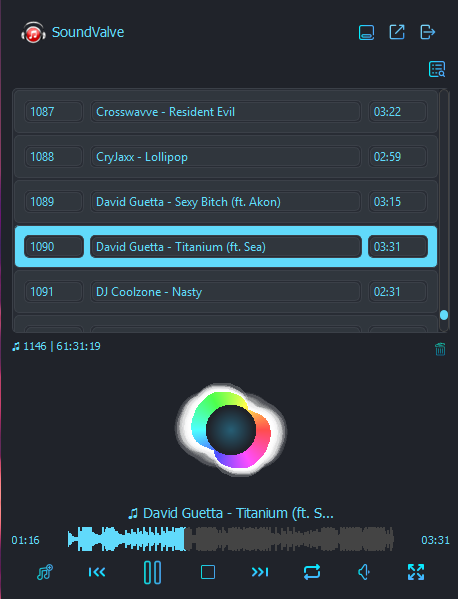 SoundValve
1087 Crosswavve - Resident Evil 03:22
1088 CryJaxx - Lollipop 02:59
1089 David Guetta - Sexy Bitch (ft. Akon) 03:15
1090 David Guetta - Titanium (ft. Sea) 03:31
1091 DJ Coolzone - Nasty 02:31
1146 | 61:31:19
David Guetta - Titanium (ft. S...
01:16 03:31